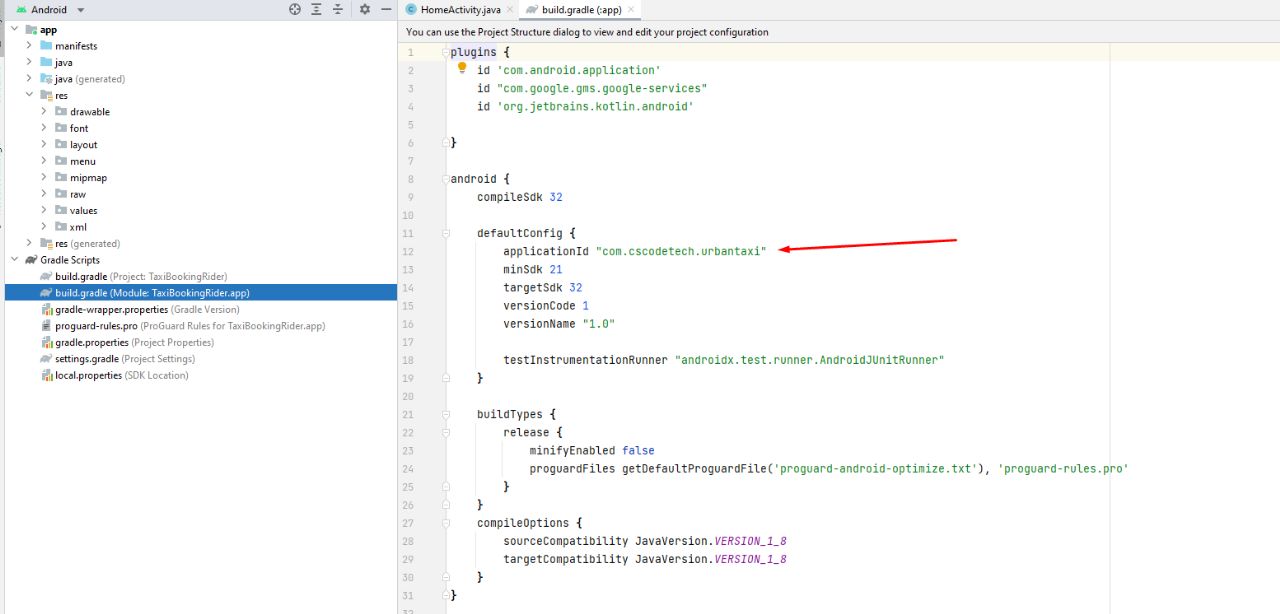 Android
app
manifests
java
java (generated)
res
drawable
font
layout
menu
mipmap
raw
values
xml
res (generated)
Gradle Scripts
build.gradle (Project: TaxiBookingRider)
build.gradle (Module: TaxiBookingRider.app)
gradle-wrapper.properties (Gradle Version)
proguard-rules.pro (ProGuard Rules for TaxiBookingRider.app)
gradle.properties (Project Properties)
settings.gradle (Project Settings)
local.properties (SDK Location)
C HomeActivity.java build.gradle (:app)
You can use the Project Structure dialog to view and edit your project configuration
1 plugins {
2 id 'com.android.application'
3 id "com.google.gms.google-services"
4 id 'org.jetbrains.kotlin.android'
5
6 }
7
8 android {
9 compileSdk 32
10
11 defaultConfig {
12 applicationId "com.cscodetech.urbantaxi"
13 minSdk 21
14 targetSdk 32
15 versionCode 1
16 versionName "1.0"
17
18 testInstrumentationRunner "androidx.test.runner.AndroidJUnitRunner"
19 }
20
21 buildTypes {
22 release {
23 minifyEnabled false
24 proguardFiles getDefaultProguardFile('proguard-android-optimize.txt'), 'proguard-rules.pro'
25 }
26 }
27 compileOptions {
28 sourceCompatibility JavaVersion.VERSION_1_8
29 targetCompatibility JavaVersion.VERSION_1_8
30 }
31 }